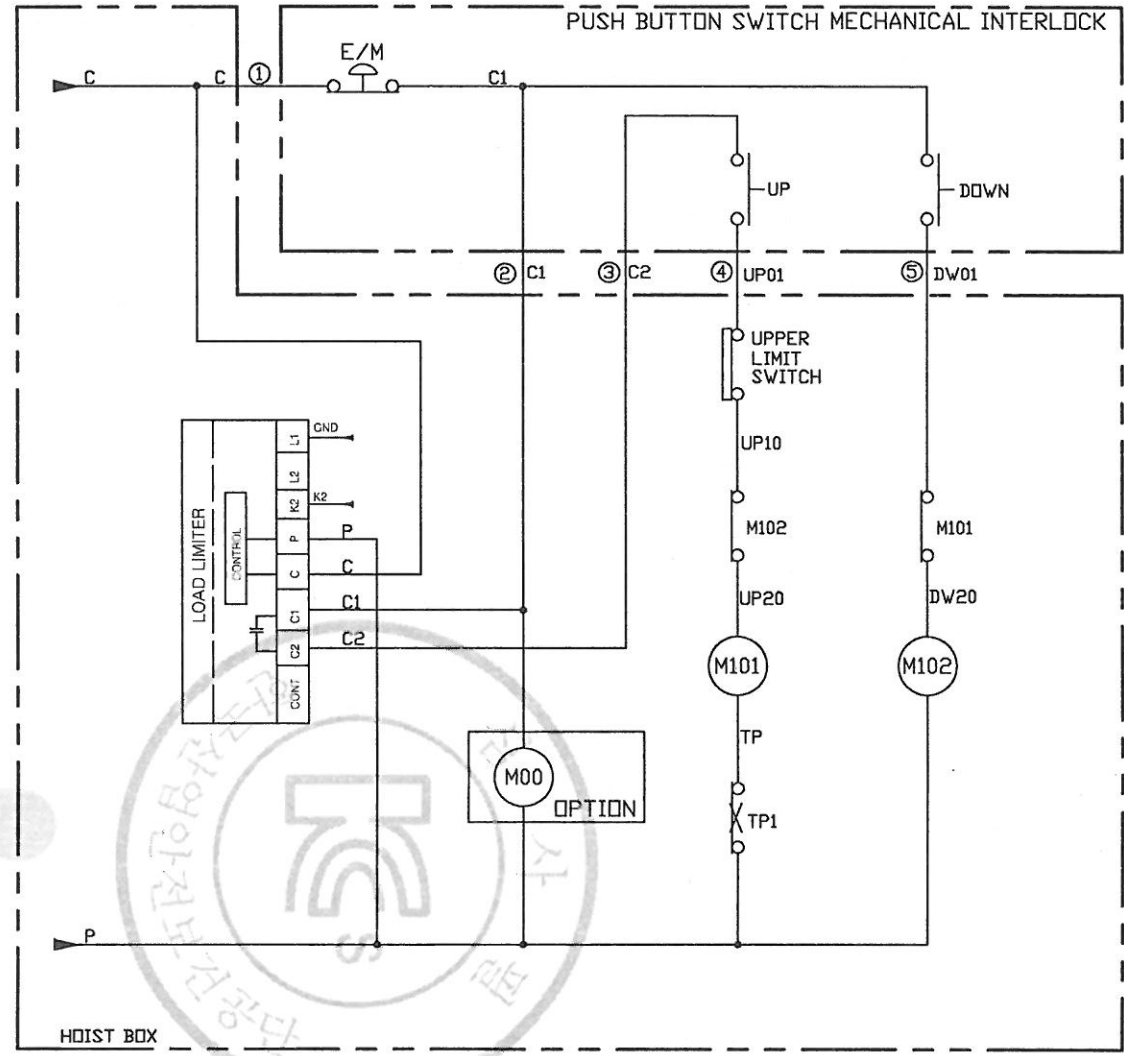 PUSH BUTTON SWITCH MECHANICAL INTERLOCK
E/M
C
C
①
C1
UP
DOWN
②
C1
③
C2
④
UP01
⑤
DW01
UPPER
LIMIT
SWITCH
UP10
LOAD LIMITER
CONTROL
L1
GND
L2
K2
K2
P
P
C
C
C1
C1
C2
C2
CONT
M102
M101
UP20
DW20
M101
M102
TP
M00
OPTION
TP1
P
S
HOIST BOX